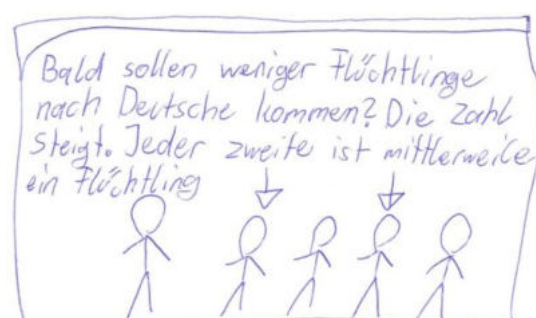 Bald sollen weniger Flüchtlinge
nach Deutsche kommen? Die Zahl
Steigt. Jeder zweite ist mittlerweile
ein Flüchtling